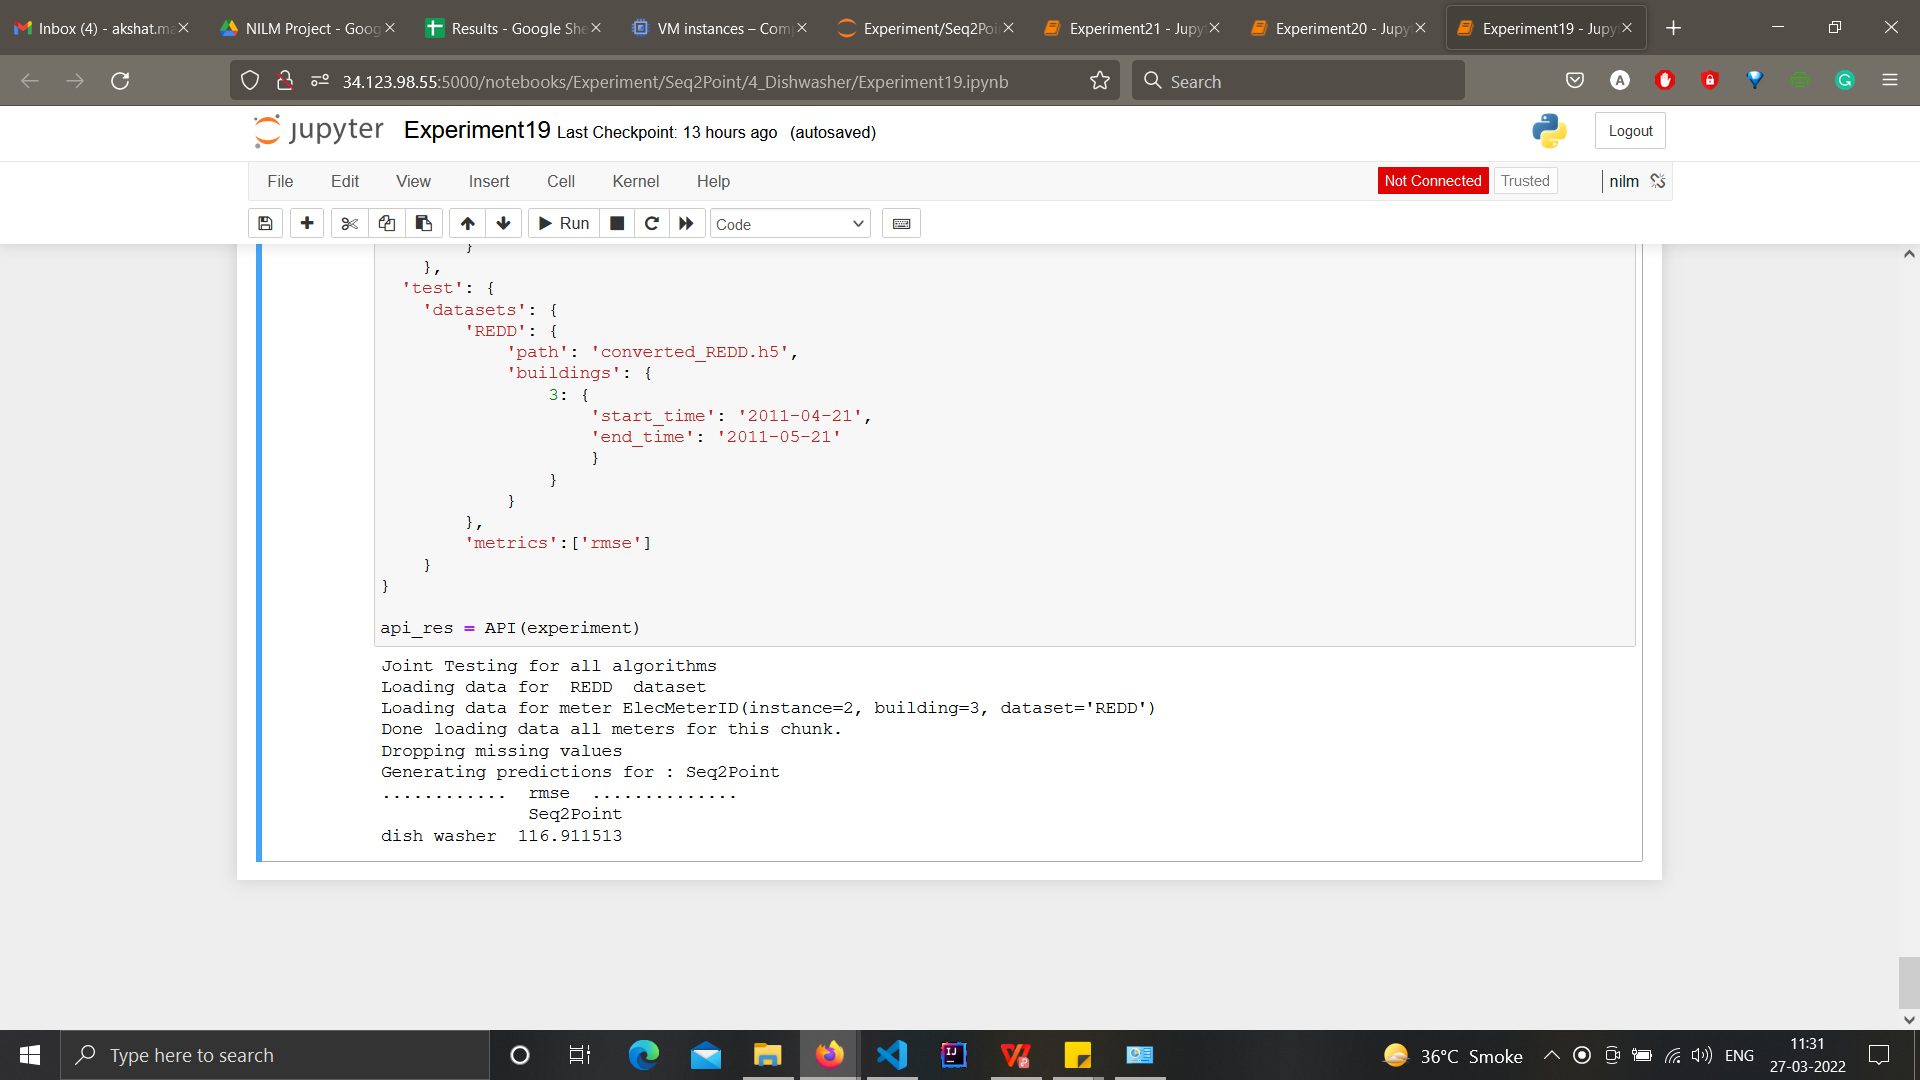 Inbox (4) - akshat.ma
NILM Project - Goog
Results - Google She
VM instances – Com
Experiment/Seq2Poi
Experiment21 - Jupy
Experiment20 - Jupy
Experiment19 - Jupy
34.123.98.55:5000/notebooks/Experiment/Seq2Point/4_Dishwasher/Experiment19.ipynb
Search
jupyter Experiment19 Last Checkpoint: 13 hours ago (autosaved)
Logout
File Edit View Insert Cell Kernel Help
Not Connected Trusted nilm
Run Code
}
},
'test': {
'datasets': {
'REDD': {
'path': 'converted_REDD.h5',
'buildings': {
3: {
'start_time': '2011-04-21',
'end_time': '2011-05-21'
}
}
}
},
'metrics':['rmse']
}
}
api_res = API(experiment)
Joint Testing for all algorithms
Loading data for  REDD  dataset
Loading data for meter ElecMeterID(instance=2, building=3, dataset='REDD')
Done loading data all meters for this chunk.
Dropping missing values
Generating predictions for : Seq2Point
............  rmse  ..............
Seq2Point
dish washer  116.911513
Type here to search
36°C Smoke
ENG
11:31
27-03-2022